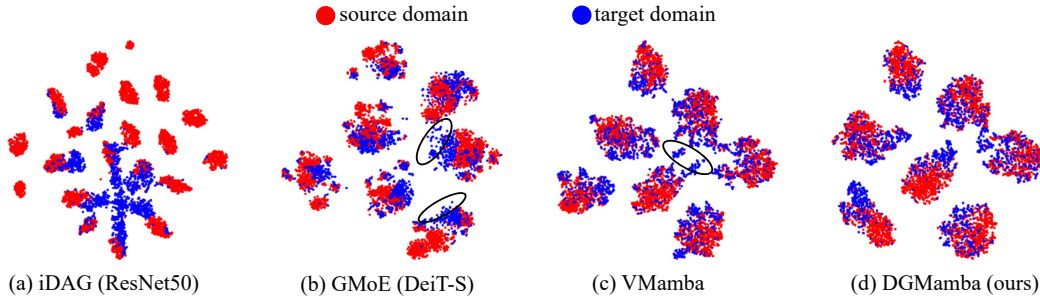 source domain
target domain
(a) iDAG (ResNet50)
(b) GMoE (DeiT-S)
(c) VMamba
(d) DGMamba (ours)